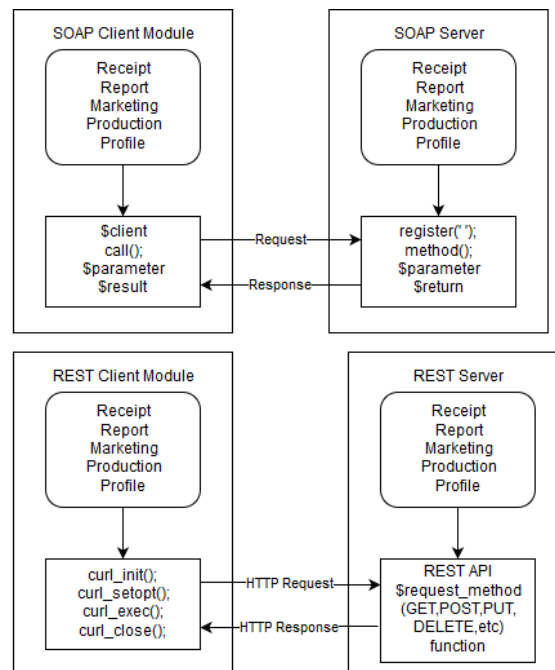 SOAP Client Module
Receipt
Report
Marketing
Production
Profile
$client
call();
$parameter
$result
Request
Response
SOAP Server
Receipt
Report
Marketing
Production
Profile
register(' ');
method();
$parameter
$return
REST Client Module
Receipt
Report
Marketing
Production
Profile
curl_init();
curl_setopt();
curl_exec();
curl_close();
HTTP Request
HTTP Response
REST Server
Receipt
Report
Marketing
Production
Profile
REST API
$request_method
(GET,POST,PUT,
DELETE,etc)
function